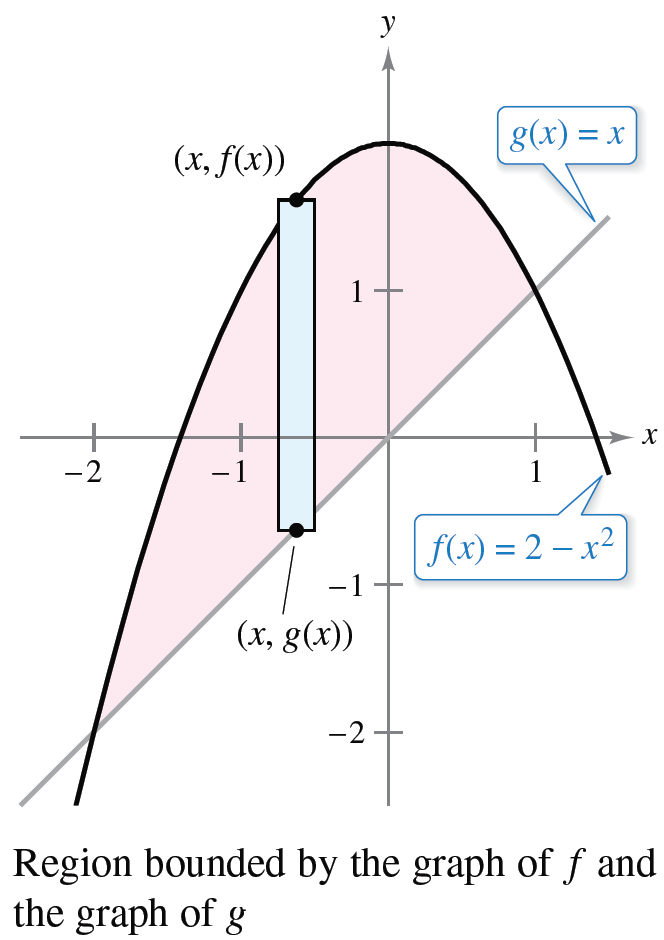 y
g(x) = x
(x, f(x))
1
x
−2
−1
1
f(x) = 2 − x²
−1
(x, g(x))
−2
Region bounded by the graph of f and
the graph of g